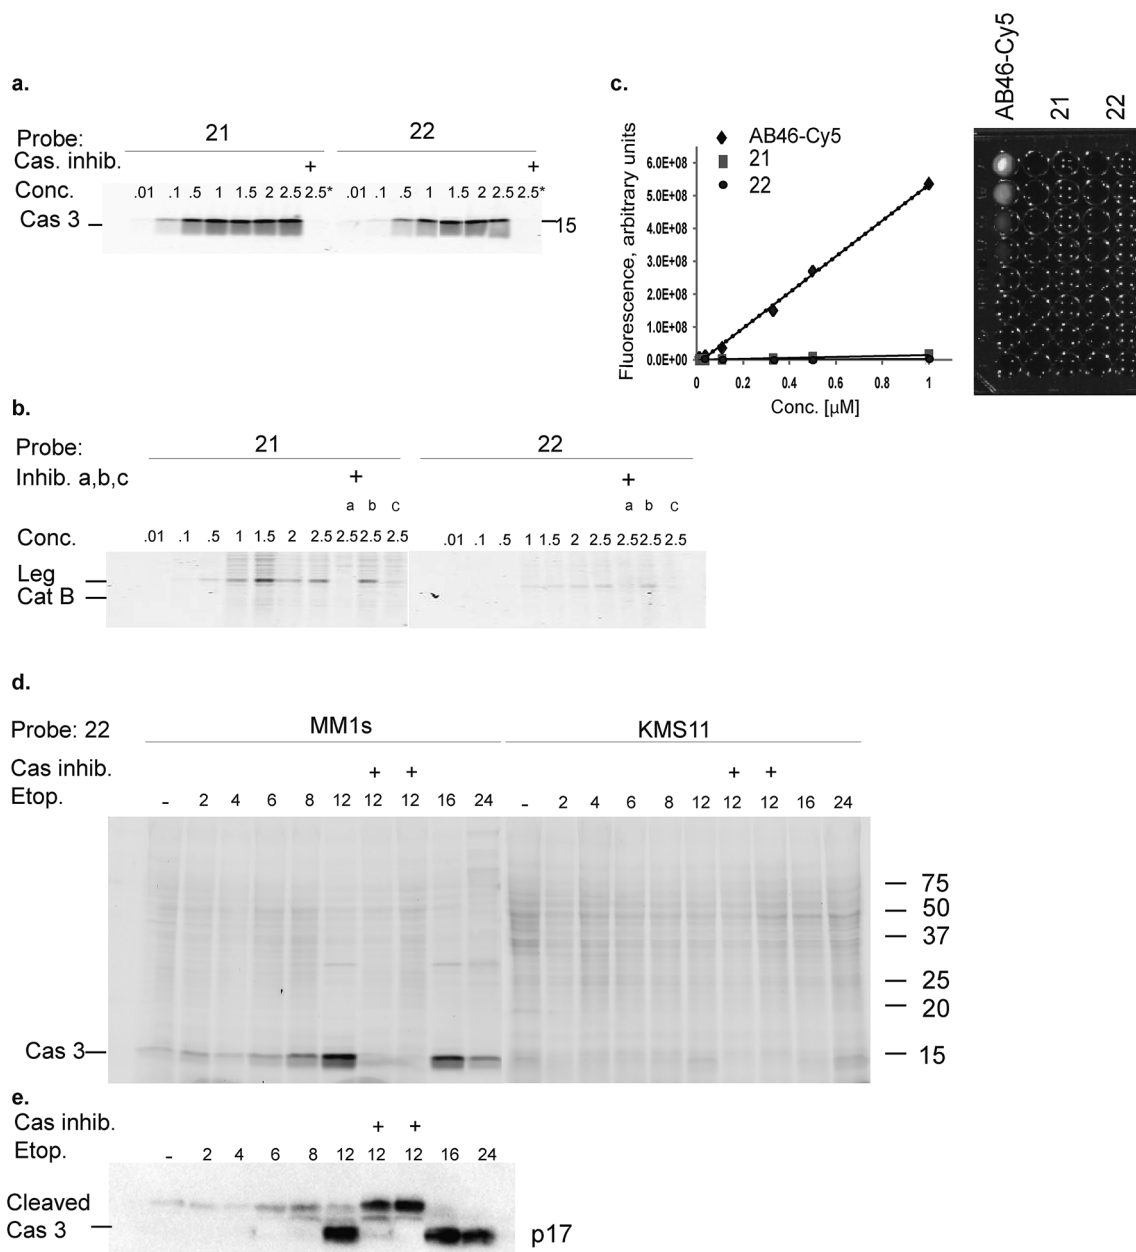 a.
Probe: 21 22
Cas. inhib. + +
Conc. .01 .1 .5 1 1.5 2 2.5 2.5* .01 .1 .5 1 1.5 2 2.5 2.5*
Cas 3 15
b.
Probe: 21 22
Inhib. a,b,c + +
a b c a b c
Conc. .01 .1 .5 1 1.5 2 2.5 2.5 2.5 2.5 .01 .1 .5 1 1.5 2 2.5 2.5 2.5 2.5
Leg
Cat B
c.
AB46-Cy5
21
22
Fluorescence, arbitrary units
6.0E+08
5.0E+08
4.0E+08
3.0E+08
2.0E+08
1.0E+08
0.0E+00
0 0.2 0.4 0.6 0.8 1
Conc. [µM]
AB46-Cy5 21 22
d.
Probe: 22 MM1s KMS11
Cas inhib. + + + +
Etop. - 2 4 6 8 12 12 12 16 24 - 2 4 6 8 12 12 12 16 24
75
50
37
25
20
Cas 3 15
e.
Cas inhib. + +
Etop. - 2 4 6 8 12 12 12 16 24
Cleaved
Cas 3 p17